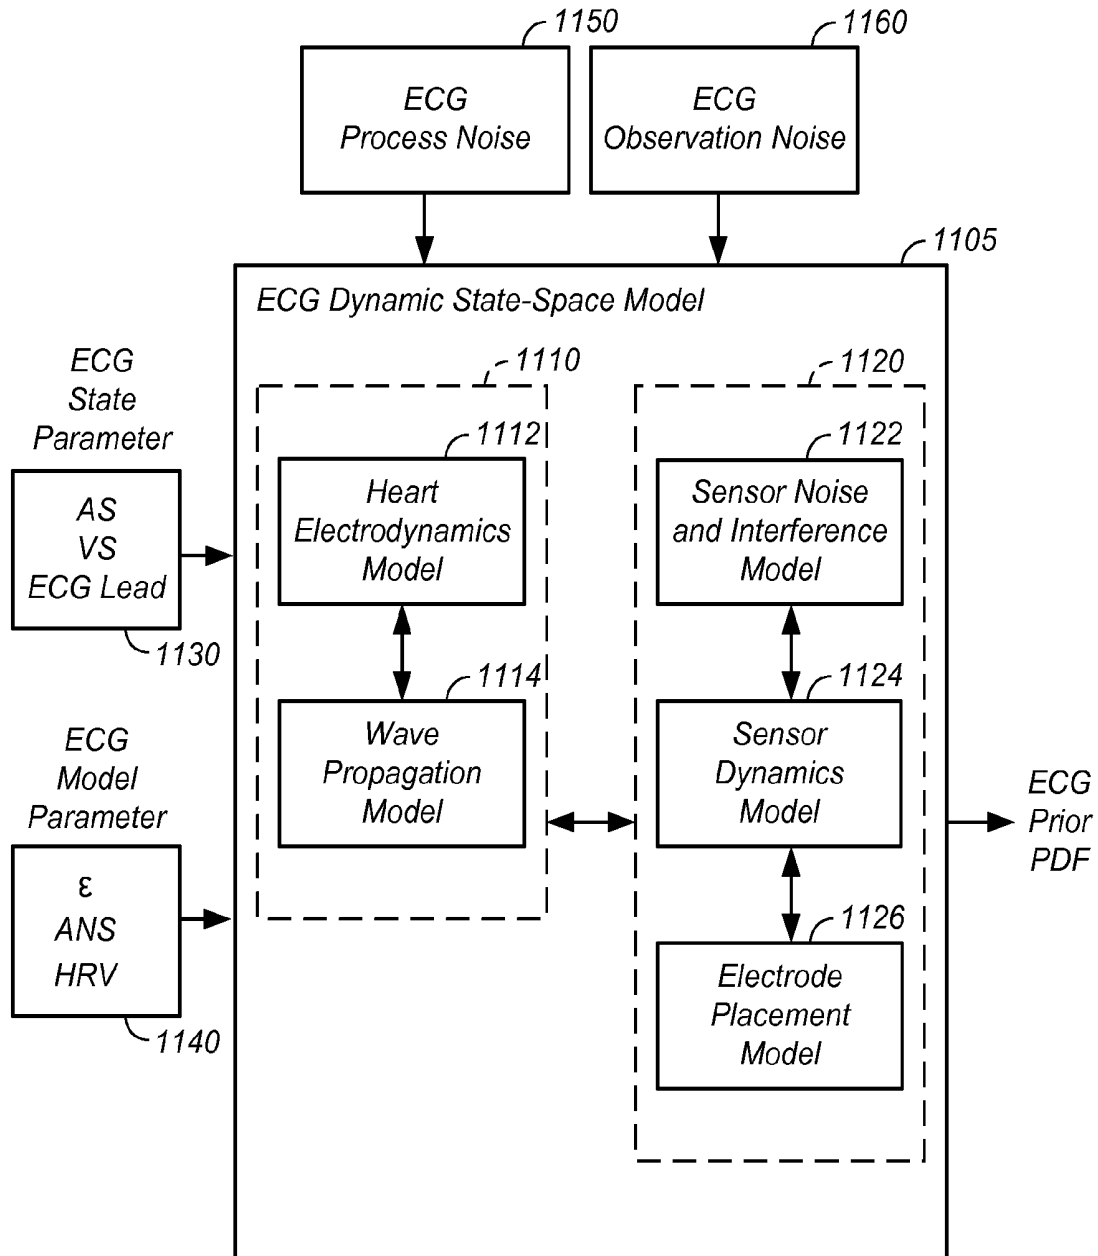 1150
1160
ECG
Process Noise
ECG
Observation Noise
1105
ECG Dynamic State-Space Model
ECG
State
Parameter
1110
1120
1112
1122
AS
VS
ECG Lead
Heart
Electrodynamics
Model
Sensor Noise
and Interference
Model
1130
1114
1124
ECG
Model
Parameter
Wave
Propagation
Model
Sensor
Dynamics
Model
ECG
Prior
PDF
ε
ANS
HRV
1126
1140
Electrode
Placement
Model